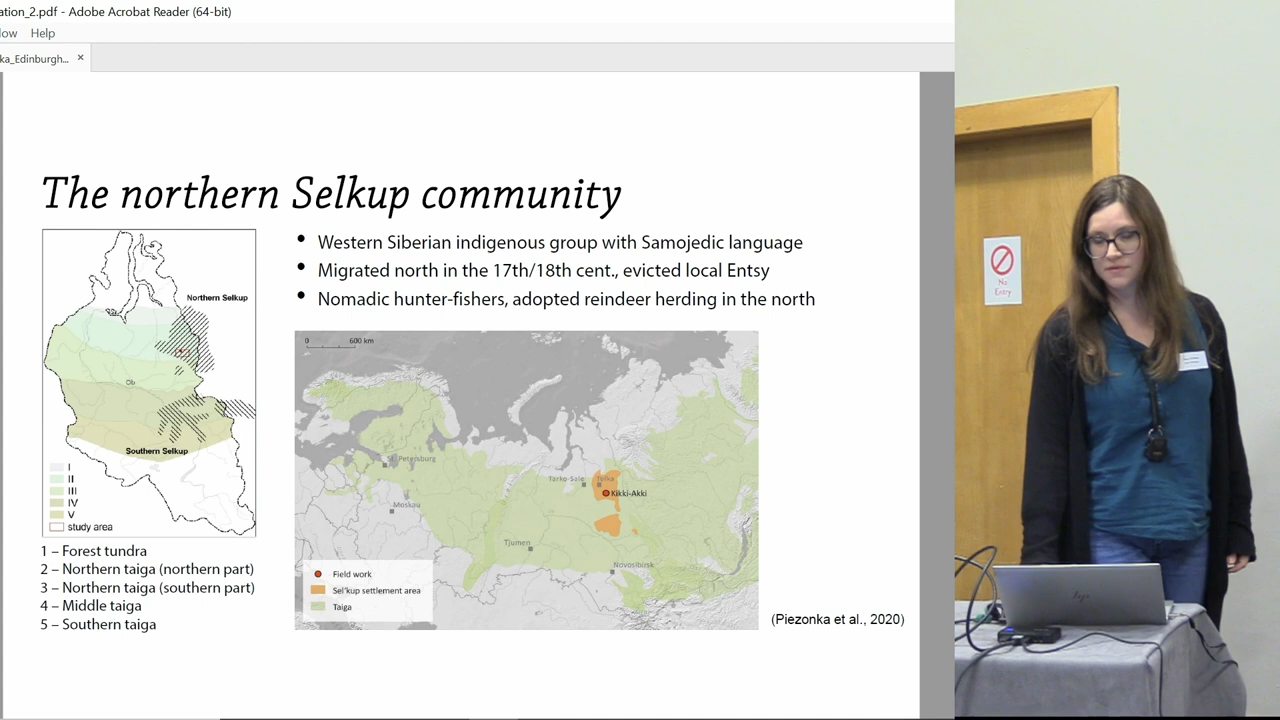 ation_2.pdf - Adobe Acrobat Reader (64-bit)
ow Help
ka_Edinburgh... ×
The northern Selkup community
• Western Siberian indigenous group with Samojedic language
• Migrated north in the 17th/18th cent., evicted local Entsy
• Nomadic hunter-fishers, adopted reindeer herding in the north
Northern Selkup
Ob
Southern Selkup
I
II
III
IV
V
study area
1 – Forest tundra
2 – Northern taiga (northern part)
3 – Northern taiga (southern part)
4 – Middle taiga
5 – Southern taiga
0 600 km
St. Petersburg
Moskau
Farko-Sale
Tolka
Kikki-Akki
Tjumen
Novosibirsk
Field work
Sel'kup settlement area
Taiga
(Piezonka et al., 2020)
No
Entry
hp